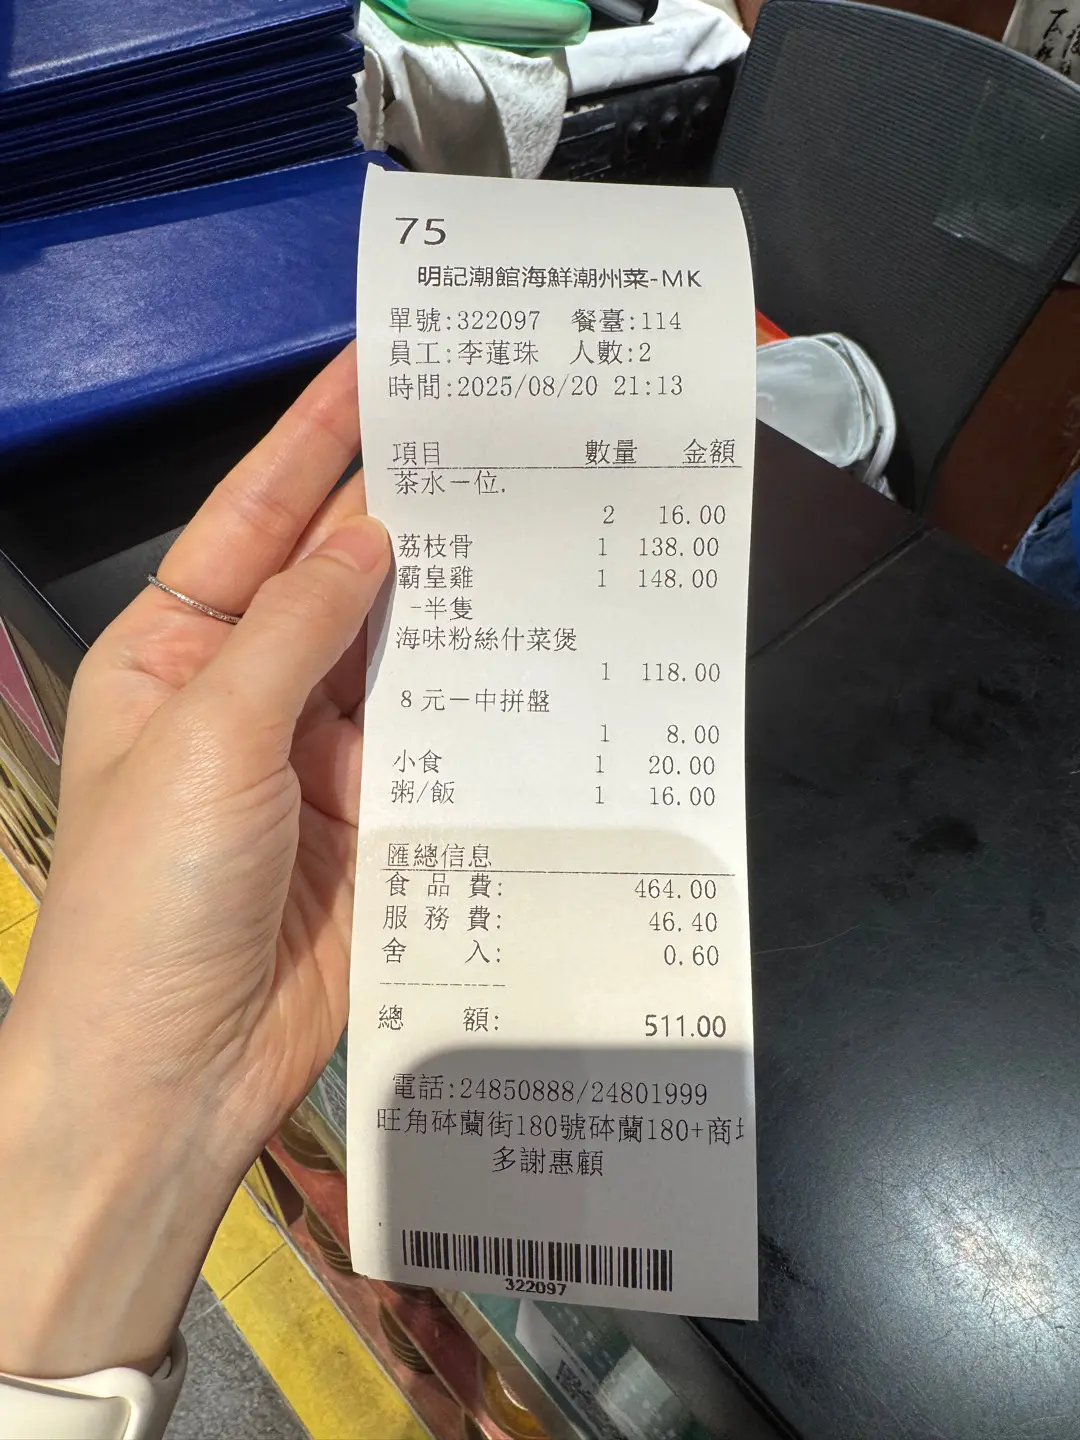 75
明記潮館海鮮潮州菜-MK
單號:322097 餐臺:114
員工:李蓮珠 人數:2
時間:2025/08/20 21:13
項目 數量 金額
茶水一位.
2 16.00
荔枝骨 1 138.00
霸皇雞 1 148.00
-半隻
海味粉絲什菜煲
1 118.00
8元一中拼盤
1 8.00
小食 1 20.00
粥/飯 1 16.00
匯總信息
食品費: 464.00
服務費: 46.40
舍入: 0.60
----------
總額: 511.00
電話:24850888/24801999
旺角砵蘭街180號砵蘭180+商
多謝惠顧
322097